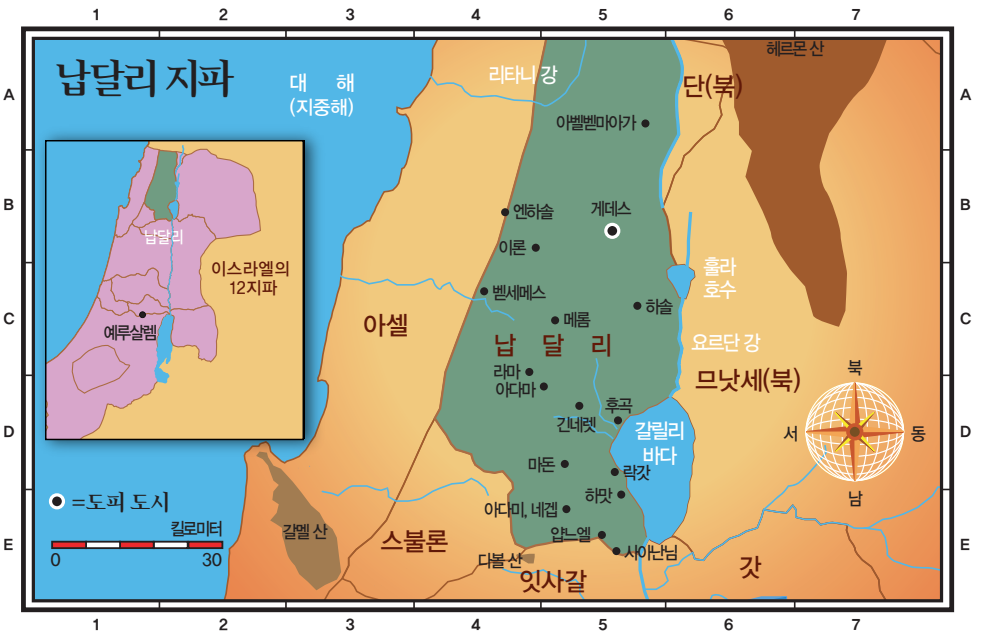 1 2 3 4 5 6 7
납달리 지파
대 해
(지중해)
리타니 강
단(북)
헤르몬 산
A
A
아벨벧마아가
B
B
엔하솔
게데스
이론
납달리
이스라엘의
12지파
예루살렘
훌라
호수
벧세메스
하솔
C
C
아셀
메롬
납 달 리
요르단 강
라마
아다마
므낫세(북)
북
서
동
남
긴네렛
후곡
갈릴리
바다
D
D
마돈
락갓
하맛
=도피 도시
아다미, 네겝
킬로미터
0 30
갈멜 산
스불론
얍느엘
사아난님
E
E
다볼 산
잇사갈
갓
1 2 3 4 5 6 7